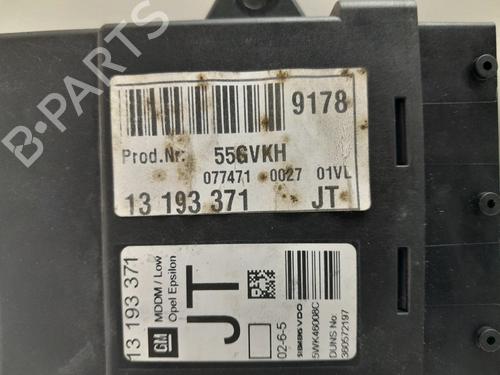 9178
Prod.Nr: 55GVKH
077471 0027 01VL
13 193 371 JT
13 193 371
GM
MDDM / Low
Opel Epsilon
JT
02-6-5
SIEMENS VDO
5WK46008C
DUNS No:
360572197
B PARTS